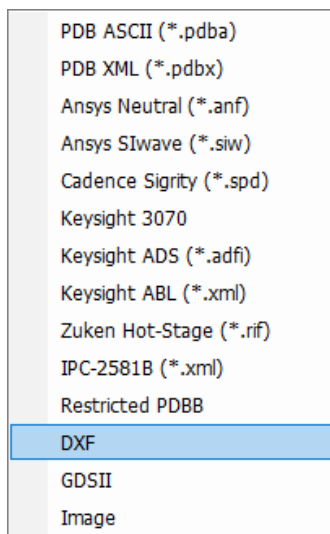 PDB ASCII (*.pdba)
PDB XML (*.pdbx)
Ansys Neutral (*.anf)
Ansys SIwave (*.siw)
Cadence Sigrity (*.spd)
Keysight 3070
Keysight ADS (*.adfi)
Keysight ABL (*.xml)
Zuken Hot-Stage (*.rif)
IPC-2581B (*.xml)
Restricted PDBB
DXF
GDSII
Image